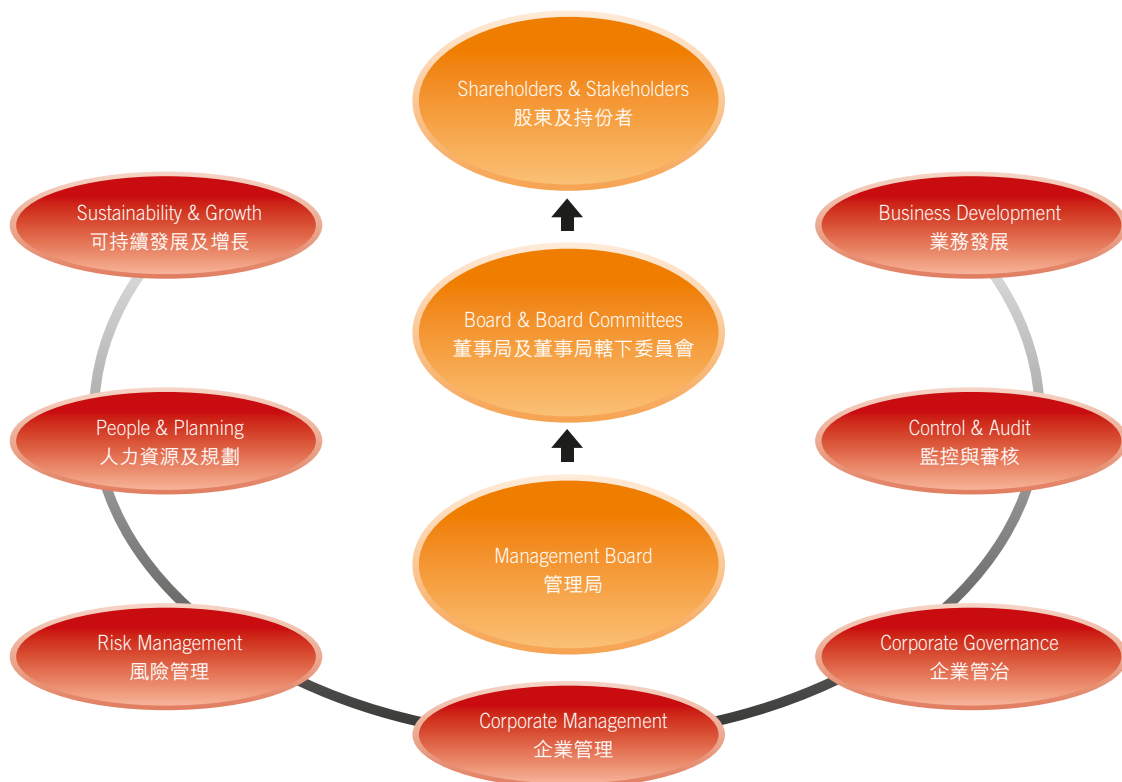 Shareholders & Stakeholders
股東及持份者
Sustainability & Growth
可持續發展及增長
Business Development
業務發展
Board & Board Committees
董事局及董事局轄下委員會
People & Planning
人力資源及規劃
Control & Audit
監控與審核
Management Board
管理局
Risk Management
風險管理
Corporate Governance
企業管治
Corporate Management
企業管理